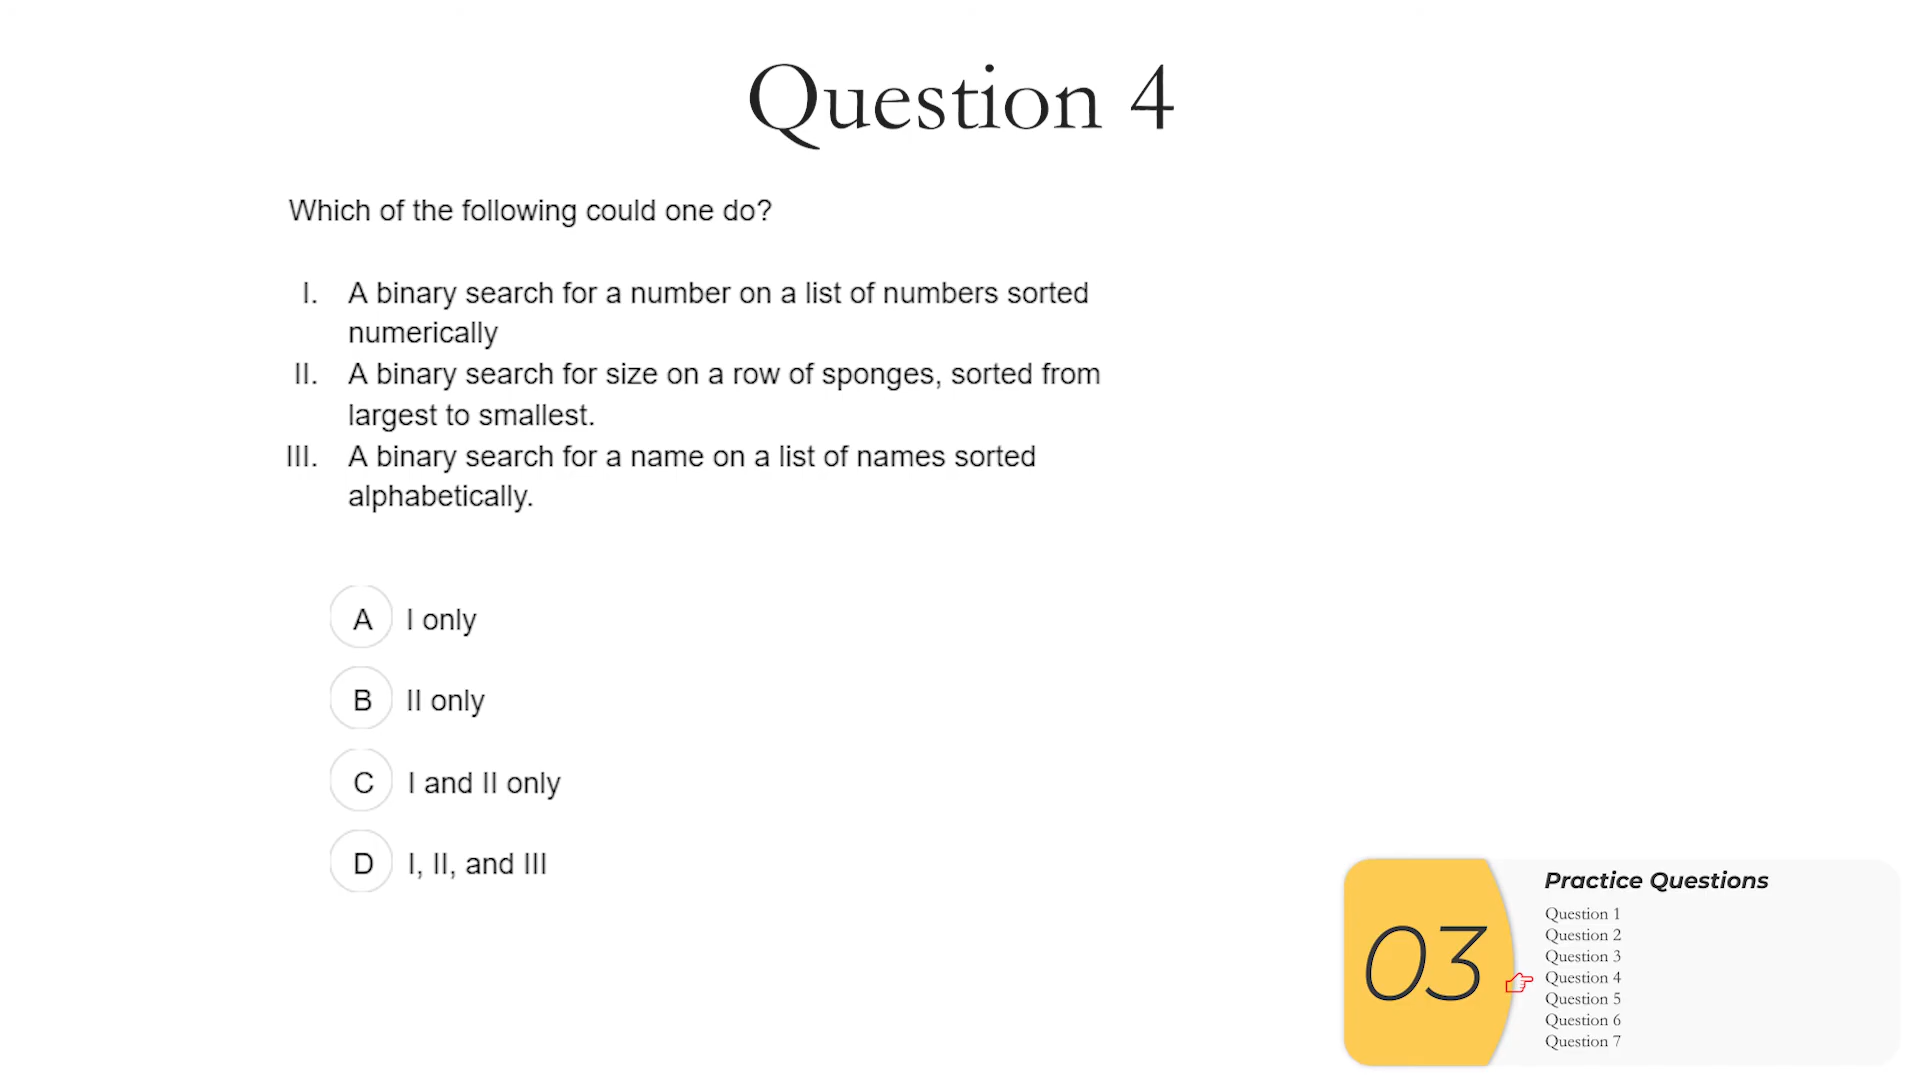 Question 4
Which of the following could one do?
I. A binary search for a number on a list of numbers sorted
numerically
II. A binary search for size on a row of sponges, sorted from
largest to smallest.
III. A binary search for a name on a list of names sorted
alphabetically.
A I only
B II only
C I and II only
D I, II, and III
03
Practice Questions
Question 1
Question 2
Question 3
Question 4
Question 5
Question 6
Question 7